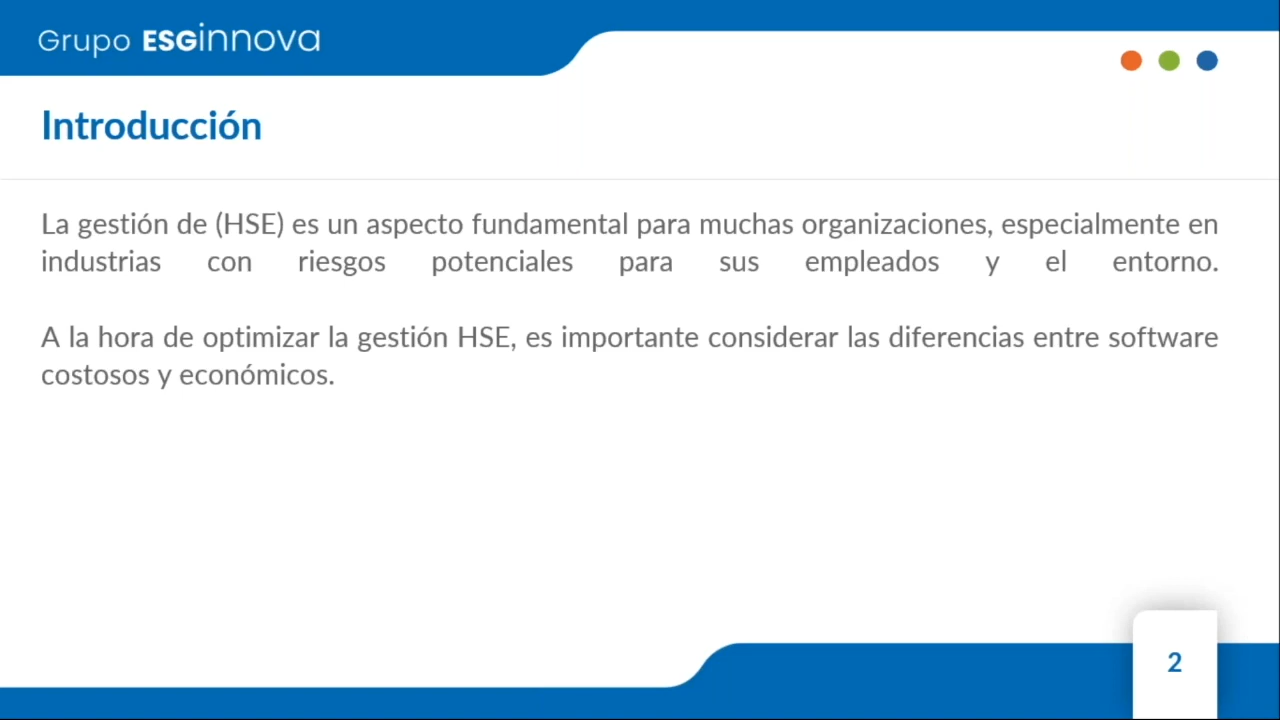 Grupo ESGinnova
Introducción
La gestión de (HSE) es un aspecto fundamental para muchas organizaciones, especialmente en
industrias con riesgos potenciales para sus empleados y el entorno.
A la hora de optimizar la gestión HSE, es importante considerar las diferencias entre software
costosos y económicos.
2